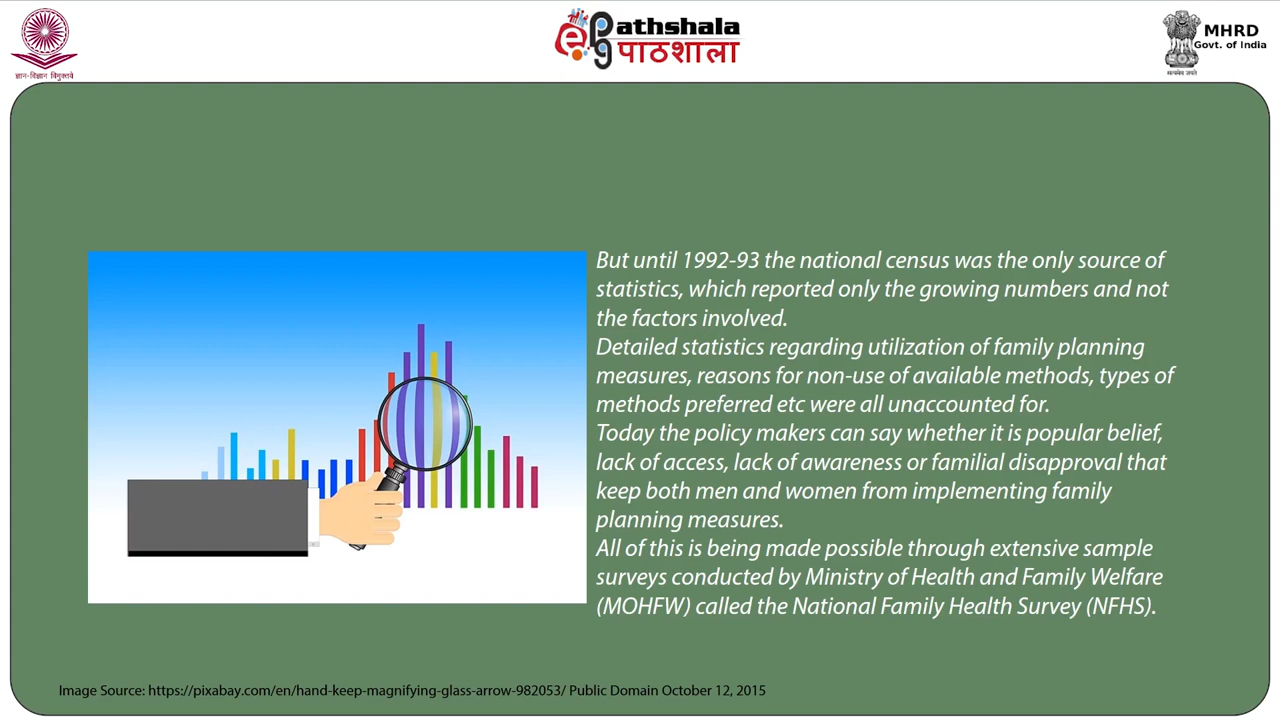 ज्ञान-विज्ञान विमुक्तये
ePG Pathshala
पाठशाला
MHRD
Govt. of India
सत्यमेव जयते
But until 1992-93 the national census was the only source of
statistics, which reported only the growing numbers and not
the factors involved.
Detailed statistics regarding utilization of family planning
measures, reasons for non-use of available methods, types of
methods preferred etc were all unaccounted for.
Today the policy makers can say whether it is popular belief,
lack of access, lack of awareness or familial disapproval that
keep both men and women from implementing family
planning measures.
All of this is being made possible through extensive sample
surveys conducted by Ministry of Health and Family Welfare
(MOHFW) called the National Family Health Survey (NFHS).
Image Source: https://pixabay.com/en/hand-keep-magnifying-glass-arrow-982053/ Public Domain October 12, 2015